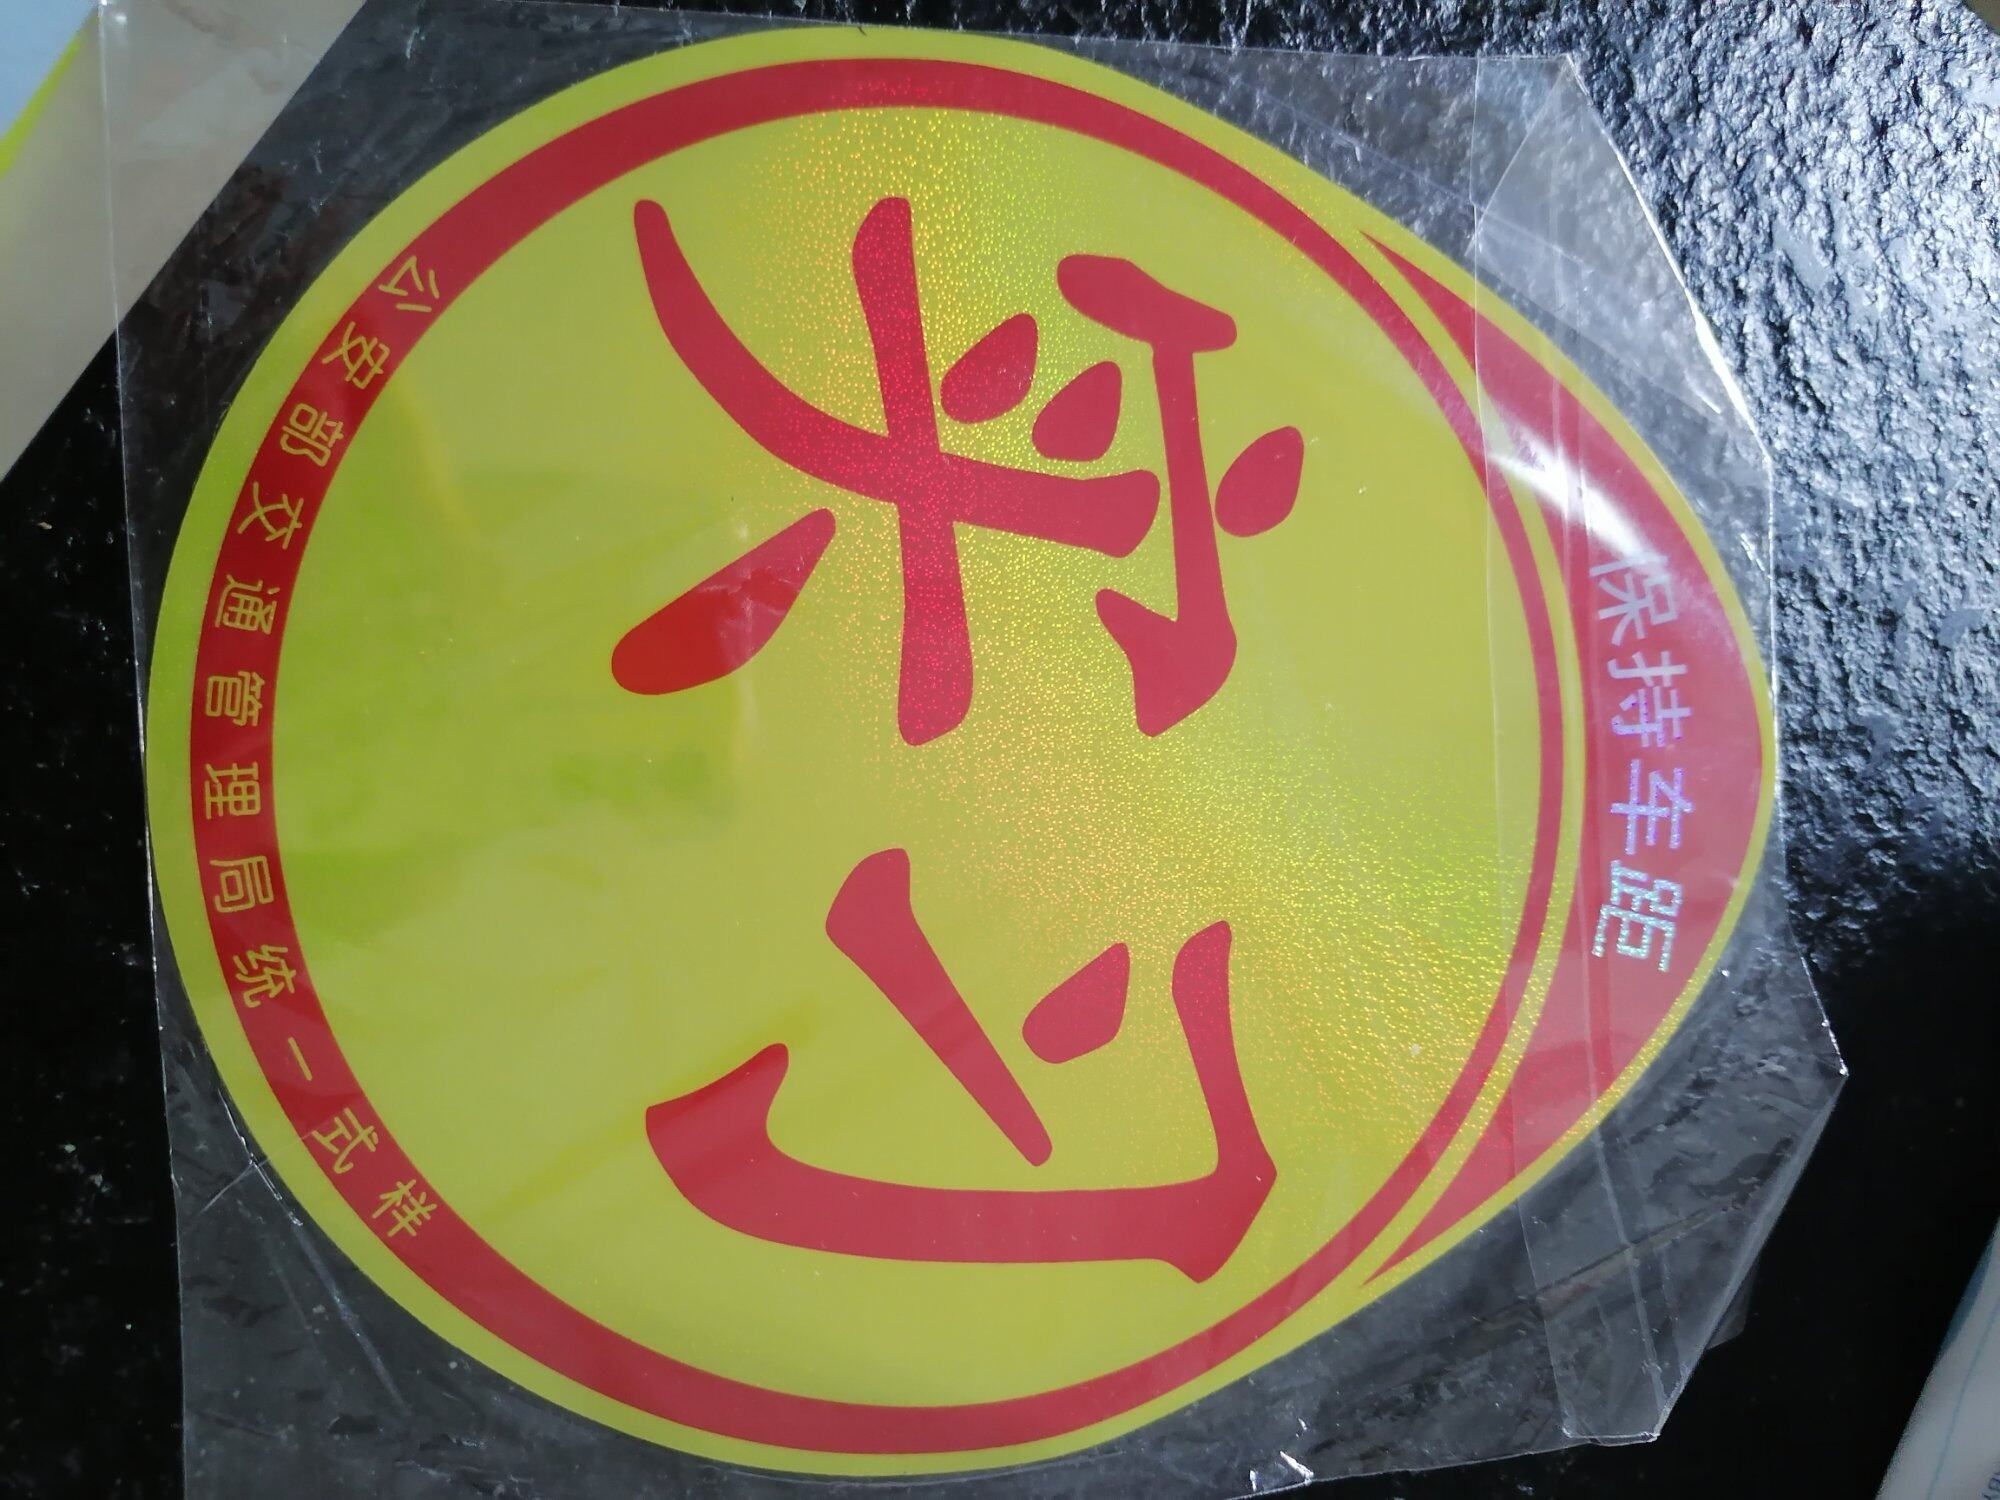 保持车距
实习
公安部交通管理局统一式样